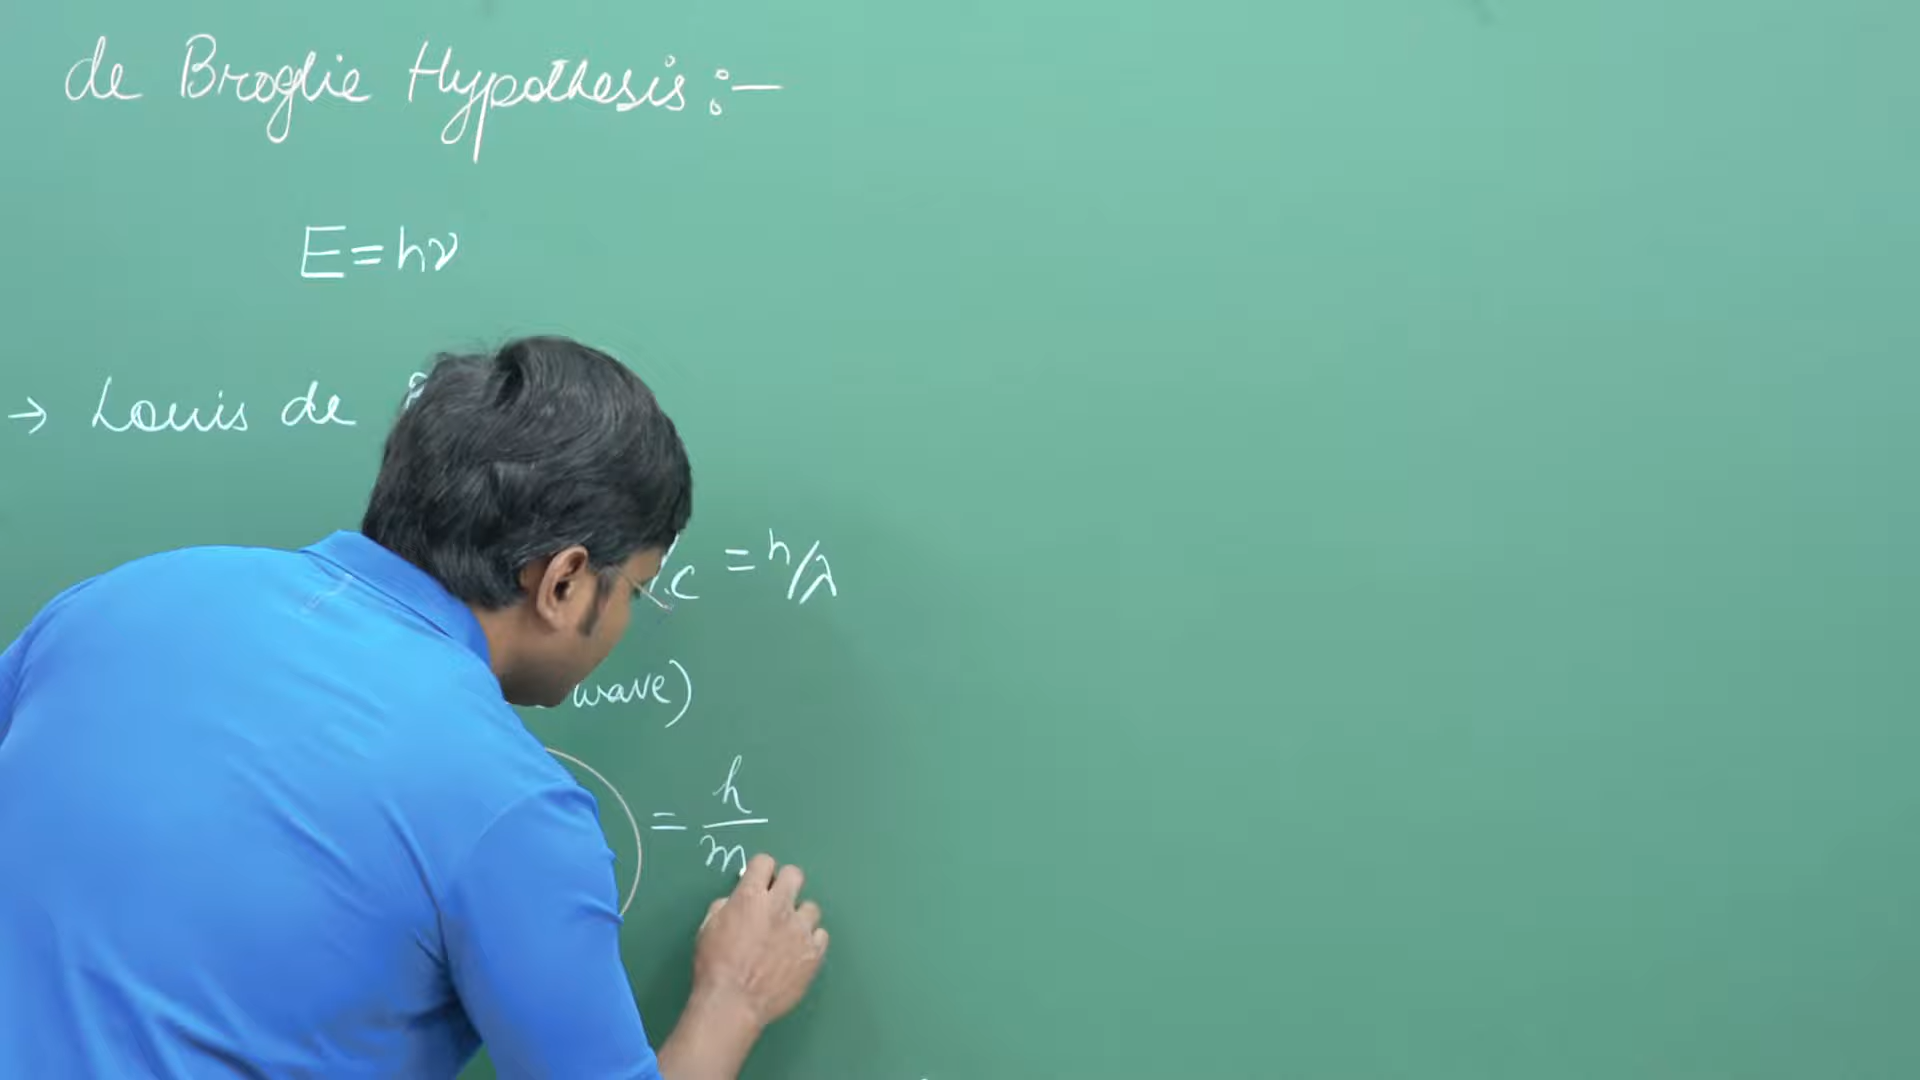 de Broglie Hypothesis :—
E = hν
→ Louis de
.c = h/λ
wave)
= h/m